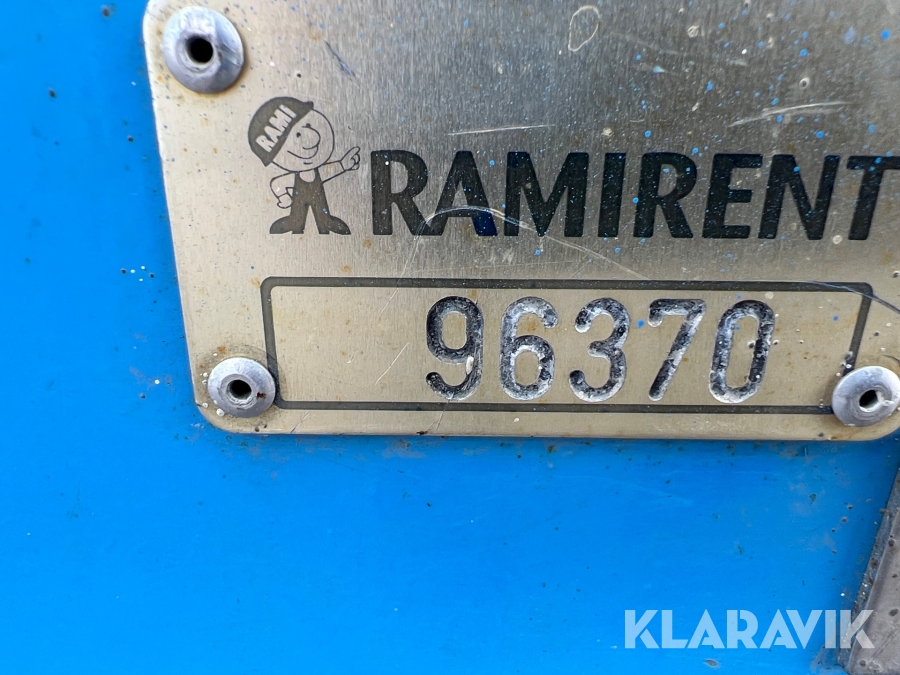 RAMI
RAMIRENT
96370
KLARAVIK